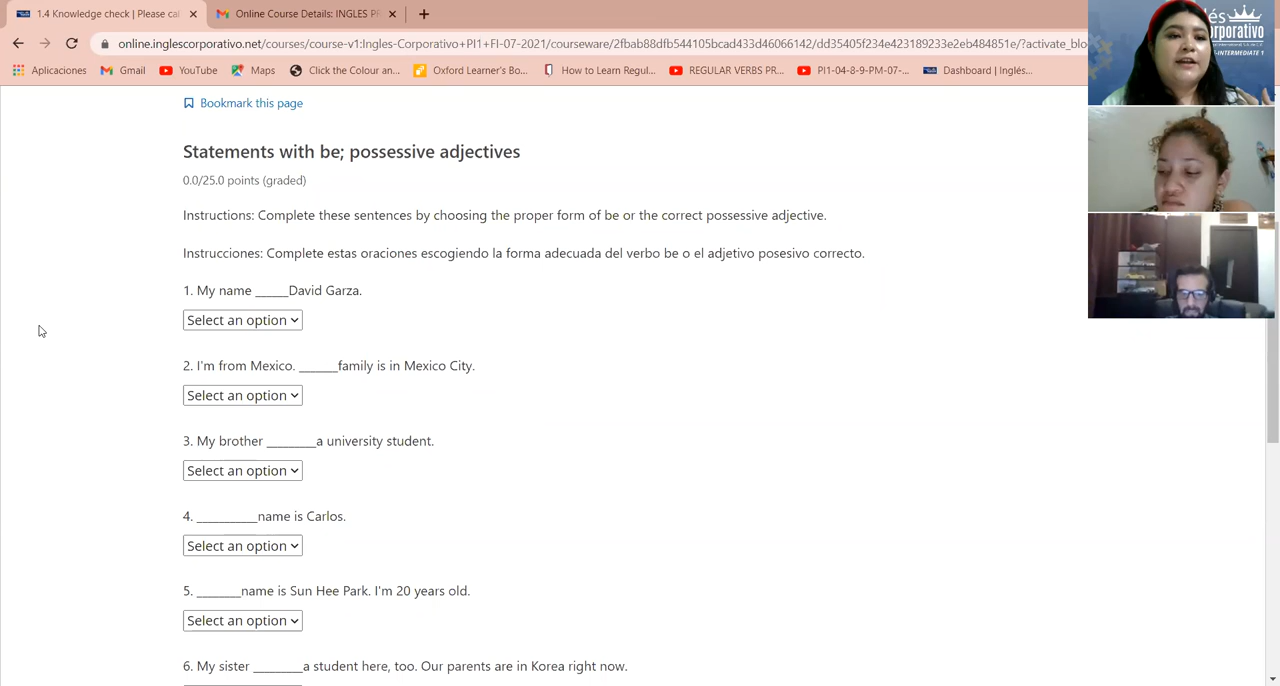 1.4 Knowledge check | Please cal
Online Course Details: INGLES PR
online.inglescorporativo.net/courses/course-v1:Ingles-Corporativo+PI1+FI-07-2021/courseware/2fbab88dfb544105bcad433d46066142/dd35405f234e423189233e2eb484851e/?activate_blo
Aplicaciones
Gmail
YouTube
Maps
Click the Colour an...
Oxford Learner's Bo...
How to Learn Regul...
REGULAR VERBS PR...
PI1-04-8-9-PM-07-...
Dashboard | Inglés...
Bookmark this page
Statements with be; possessive adjectives
0.0/25.0 points (graded)
Instructions: Complete these sentences by choosing the proper form of be or the correct possessive adjective.
Instrucciones: Complete estas oraciones escogiendo la forma adecuada del verbo be o el adjetivo posesivo correcto.
1. My name ______David Garza.
Select an option
2. I'm from Mexico. _______family is in Mexico City.
Select an option
3. My brother _________a university student.
Select an option
4. ___________name is Carlos.
Select an option
5. ________name is Sun Hee Park. I'm 20 years old.
Select an option
6. My sister _________a student here, too. Our parents are in Korea right now.